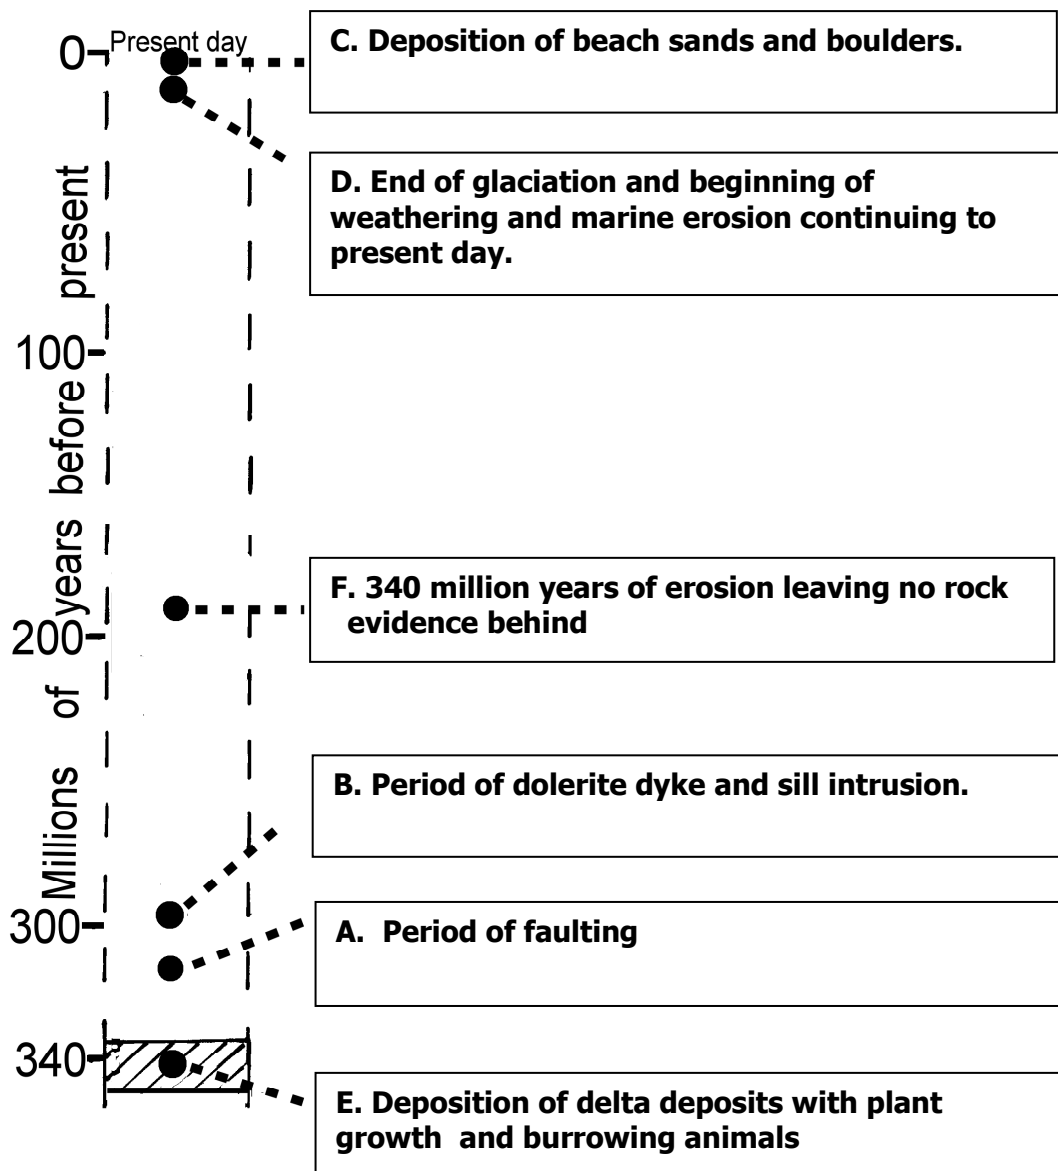 0
Present day
C. Deposition of beach sands and boulders.
D. End of glaciation and beginning of
weathering and marine erosion continuing to
present day.
100
Millions of years before present
F. 340 million years of erosion leaving no rock
evidence behind
200
B. Period of dolerite dyke and sill intrusion.
300
A. Period of faulting
340
E. Deposition of delta deposits with plant
growth and burrowing animals